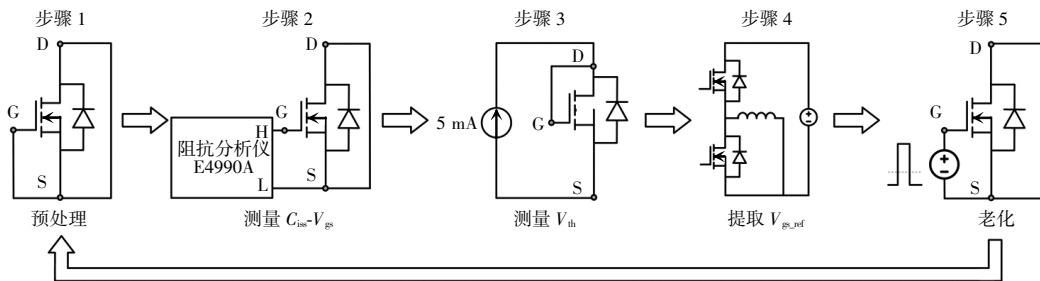 步骤 1
步骤 2
步骤 3
步骤 4
步骤 5
D
G
S
预处理
D
H
G
阻抗分析仪
E4990A
L
S
测量 Ciss-Vgs
5 mA
D
G
S
测量 Vth
提取 Vgs_ref
D
G
S
老化